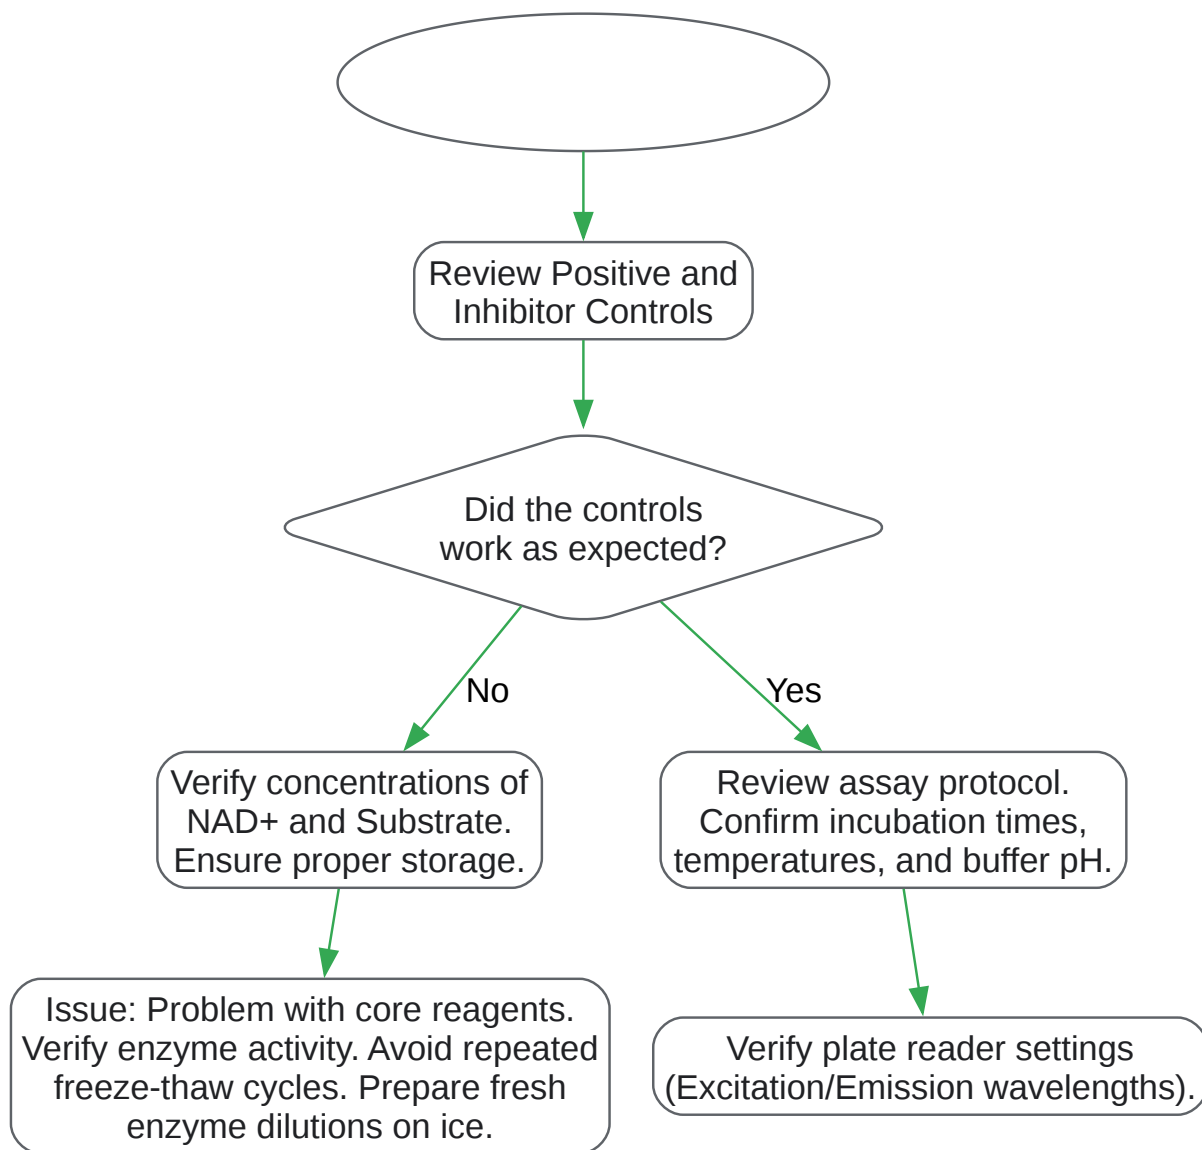 Review Positive and
Inhibitor Controls
Did the controls
work as expected?
No
Yes
Verify concentrations of
NAD+ and Substrate.
Ensure proper storage.
Review assay protocol.
Confirm incubation times,
temperatures, and buffer pH.
Issue: Problem with core reagents.
Verify enzyme activity. Avoid repeated
freeze-thaw cycles. Prepare fresh
enzyme dilutions on ice.
Verify plate reader settings
(Excitation/Emission wavelengths).